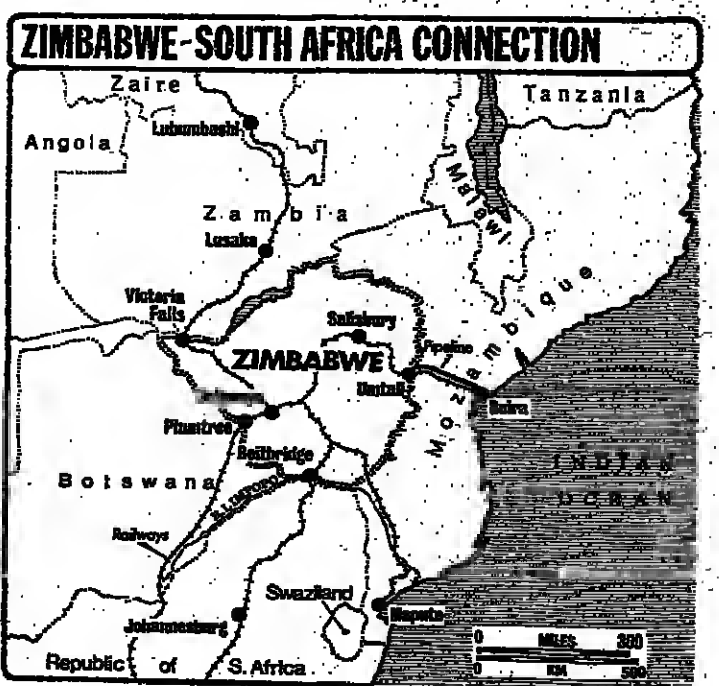 ZIMBABWE-SOUTH AFRICA CONNECTION
Zaire
Tanzania
Lubumbashi
Angola
Malawi
Zambia
Lusaka
Mozambique
Victoria Falls
Salisbury
Pipeline
ZIMBABWE
Umtali
Beira
Plumtree
Beitbridge
INDIAN
OCEAN
Botswana
R. LIMPOPO
Railways
Swaziland
Maputo
Johannesburg
0 MILES 300
0 KM 500
Republic of S. Africa